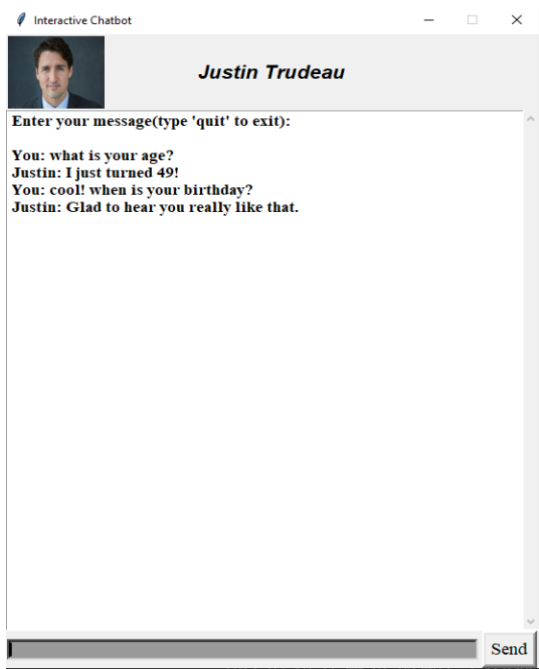 Interactive Chatbot
Justin Trudeau
Enter your message(type 'quit' to exit):
You: what is your age?
Justin: I just turned 49!
You: cool! when is your birthday?
Justin: Glad to hear you really like that.
Send